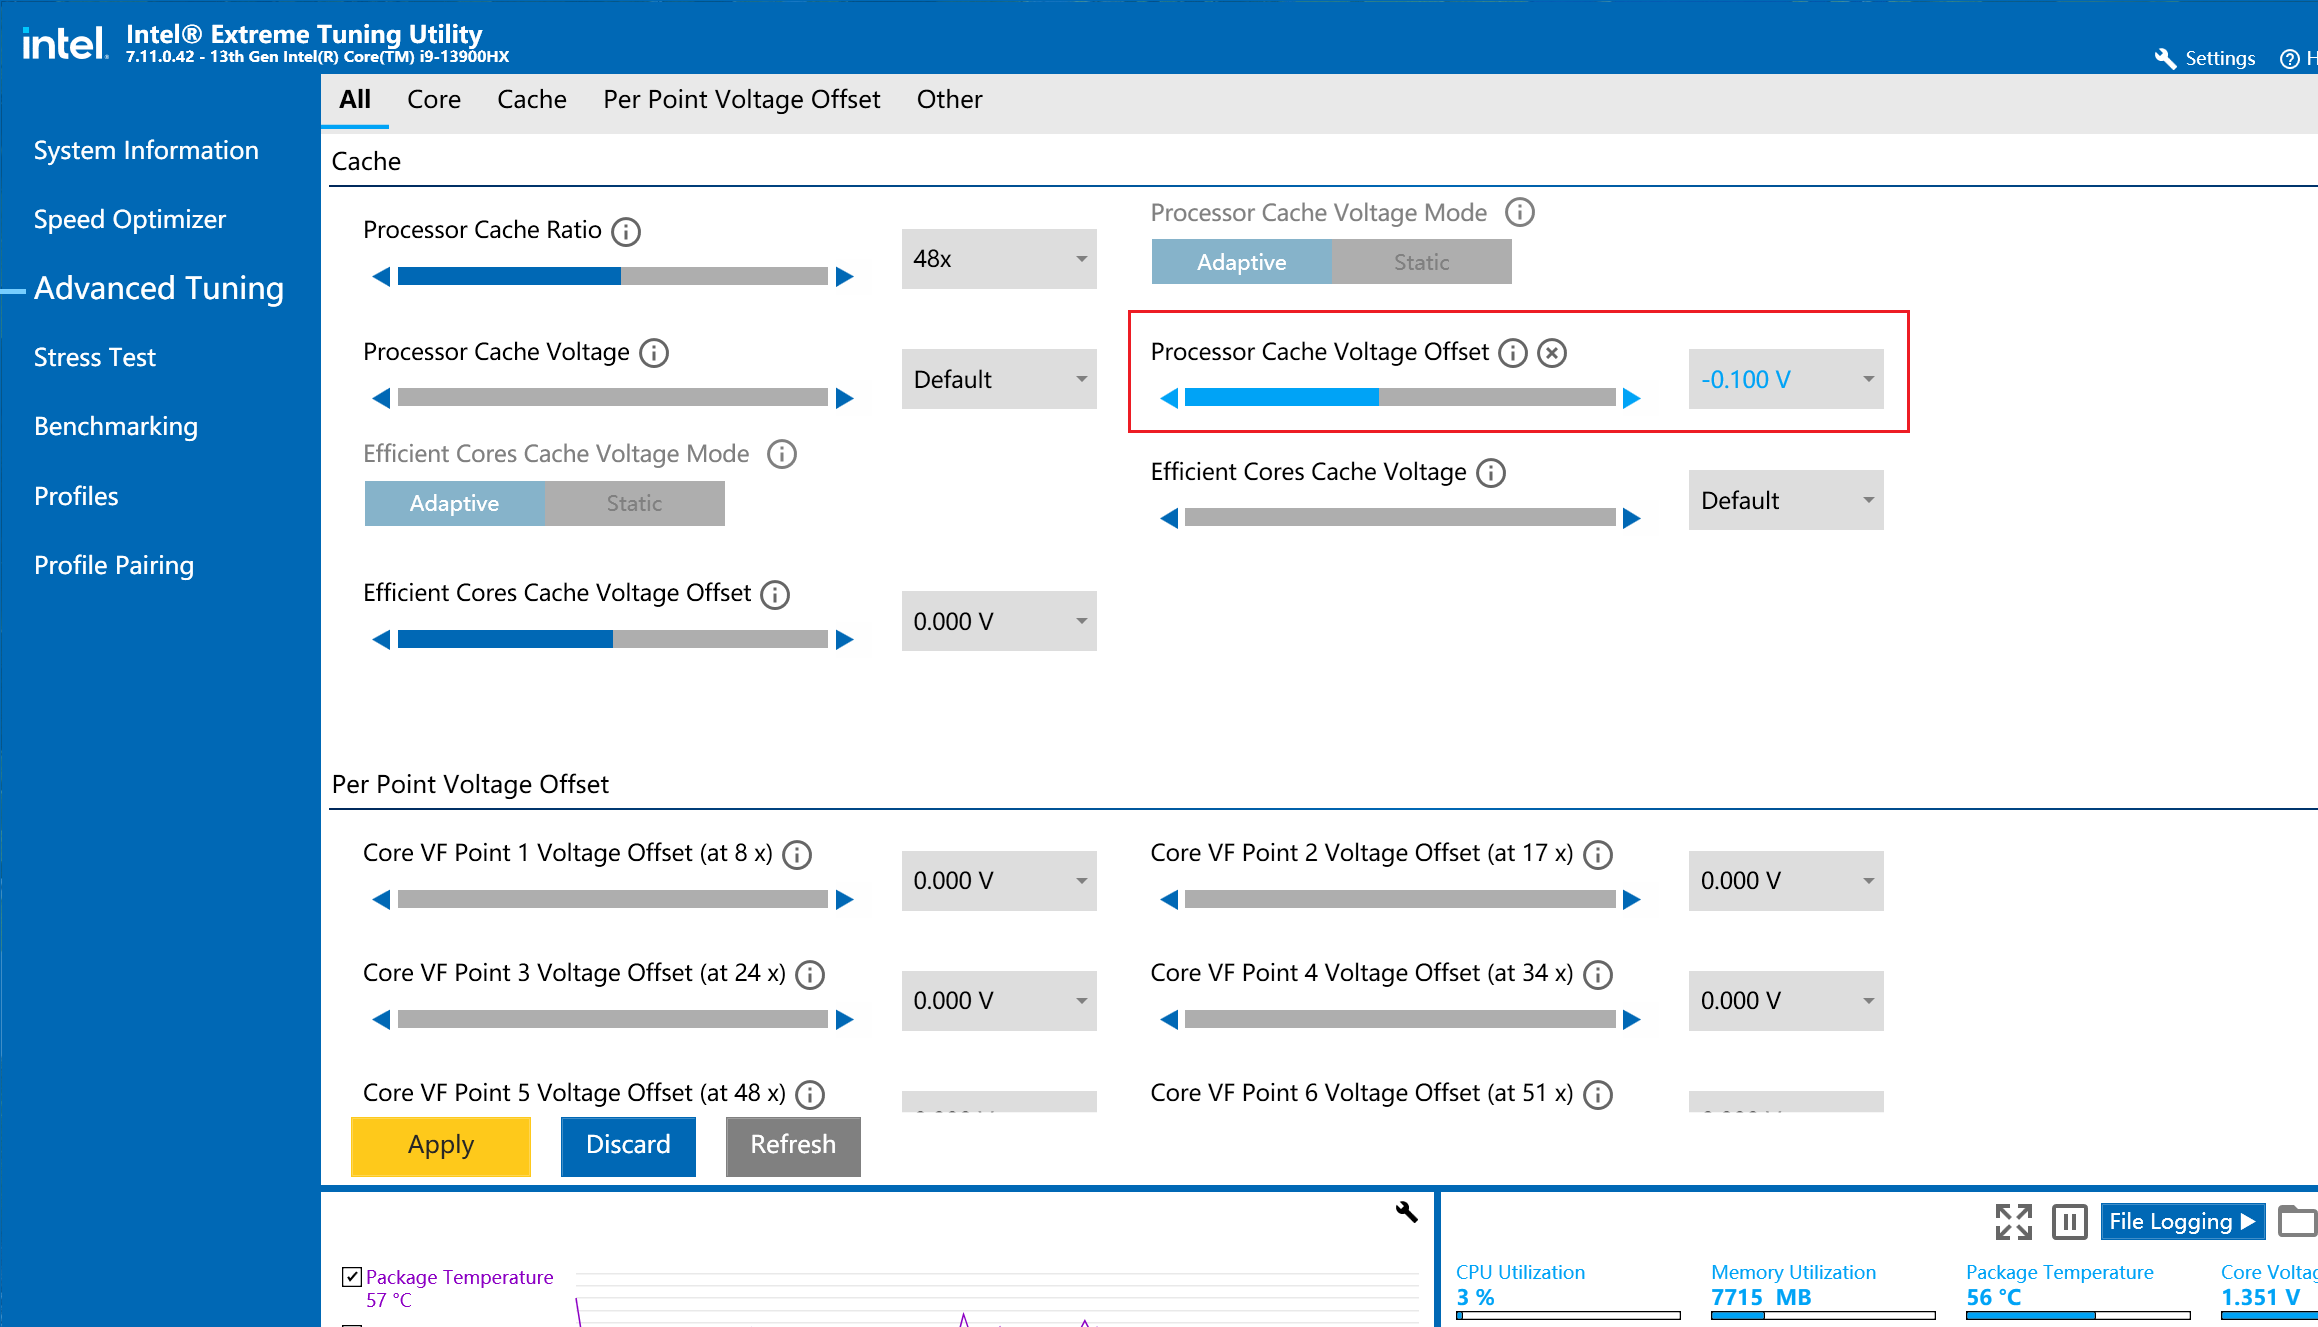 intel.
Intel® Extreme Tuning Utility
7.11.0.42 - 13th Gen Intel(R) Core(TM) i9-13900HX
Settings
All Core Cache Per Point Voltage Offset Other
System Information
Speed Optimizer
Advanced Tuning
Stress Test
Benchmarking
Profiles
Profile Pairing
Cache
Processor Cache Ratio
48x
Processor Cache Voltage Mode
Adaptive Static
Processor Cache Voltage
Default
Processor Cache Voltage Offset
-0.100 V
Efficient Cores Cache Voltage Mode
Adaptive Static
Efficient Cores Cache Voltage
Default
Efficient Cores Cache Voltage Offset
0.000 V
Per Point Voltage Offset
Core VF Point 1 Voltage Offset (at 8 x)
0.000 V
Core VF Point 2 Voltage Offset (at 17 x)
0.000 V
Core VF Point 3 Voltage Offset (at 24 x)
0.000 V
Core VF Point 4 Voltage Offset (at 34 x)
0.000 V
Core VF Point 5 Voltage Offset (at 48 x)
Core VF Point 6 Voltage Offset (at 51 x)
Apply Discard Refresh
File Logging
Package Temperature
57 °C
CPU Utilization
3 %
Memory Utilization
7715 MB
Package Temperature
56 °C
Core
1.351 V